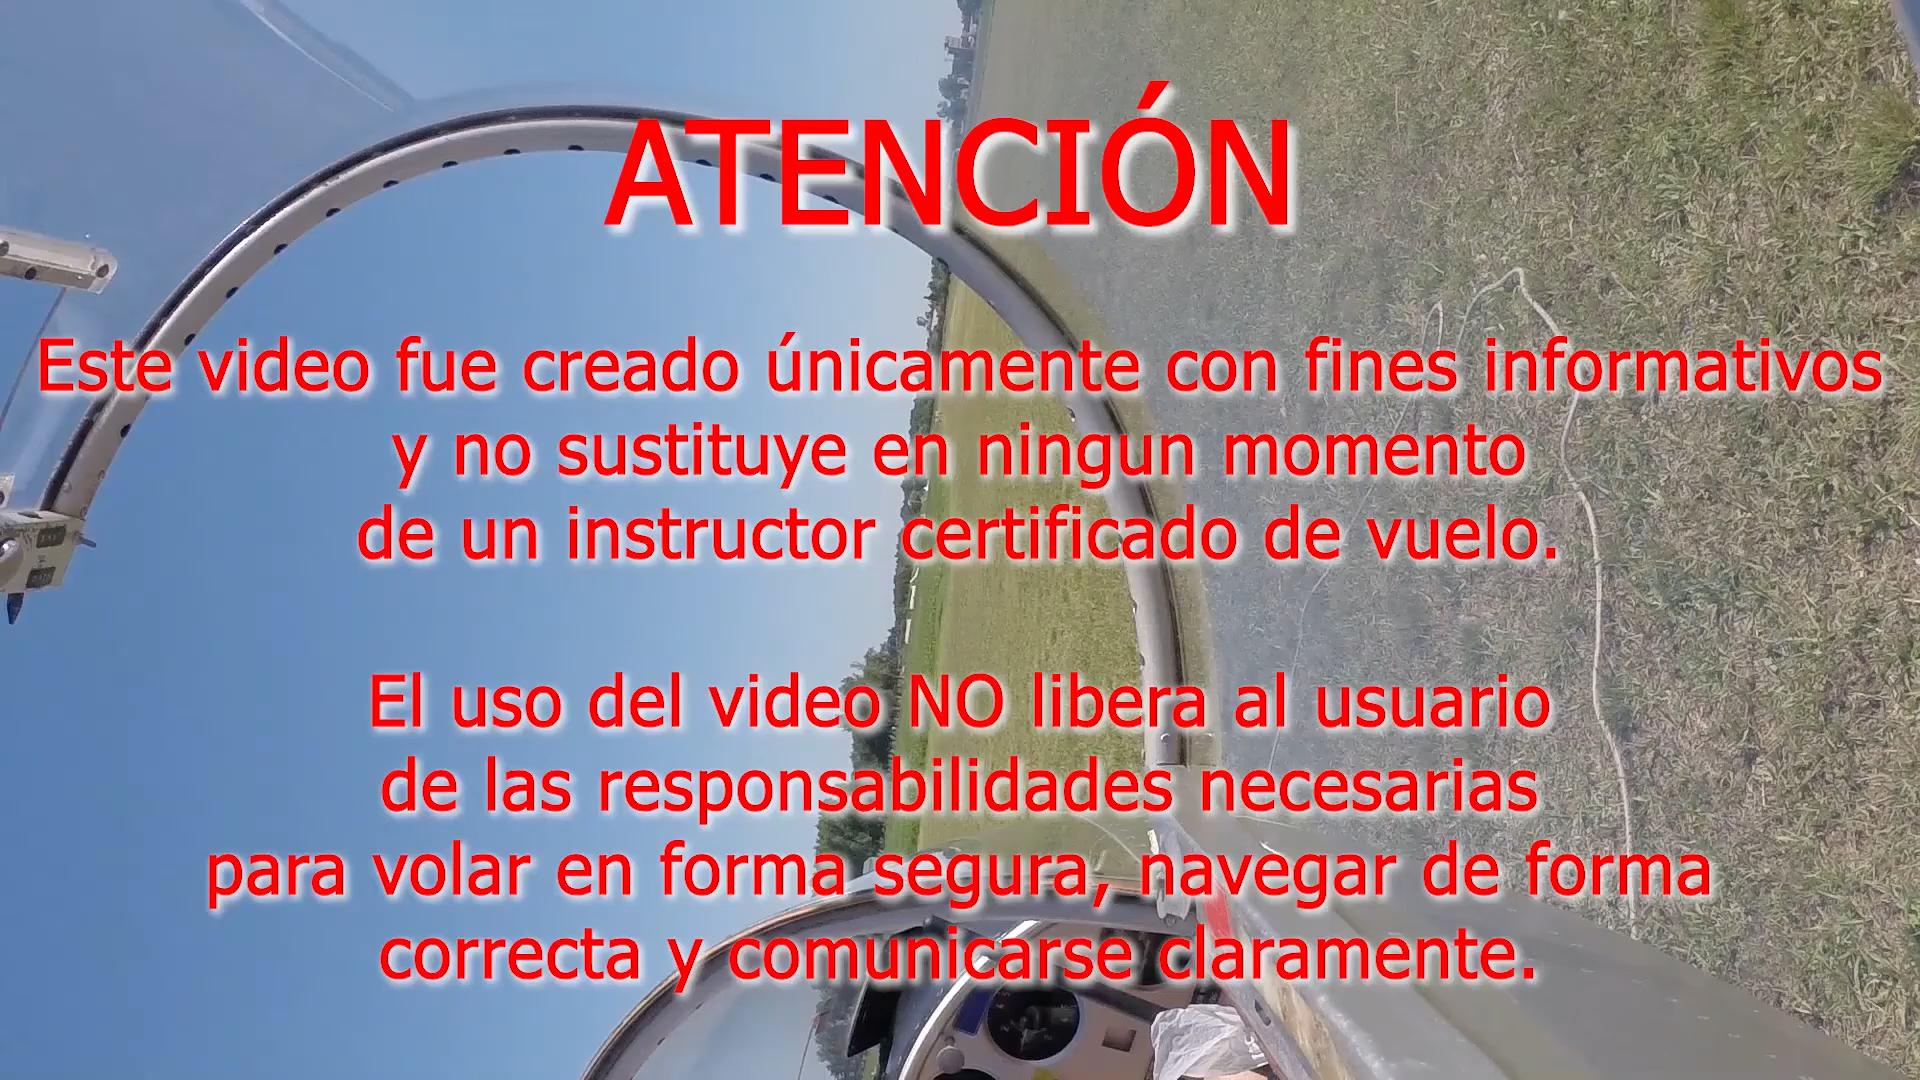 ATENCIÓN
Este video fue creado únicamente con fines informativos
y no sustituye en ningun momento
de un instructor certificado de vuelo.
El uso del video NO libera al usuario
de las responsabilidades necesarias
para volar en forma segura, navegar de forma
correcta y comunicarse claramente.